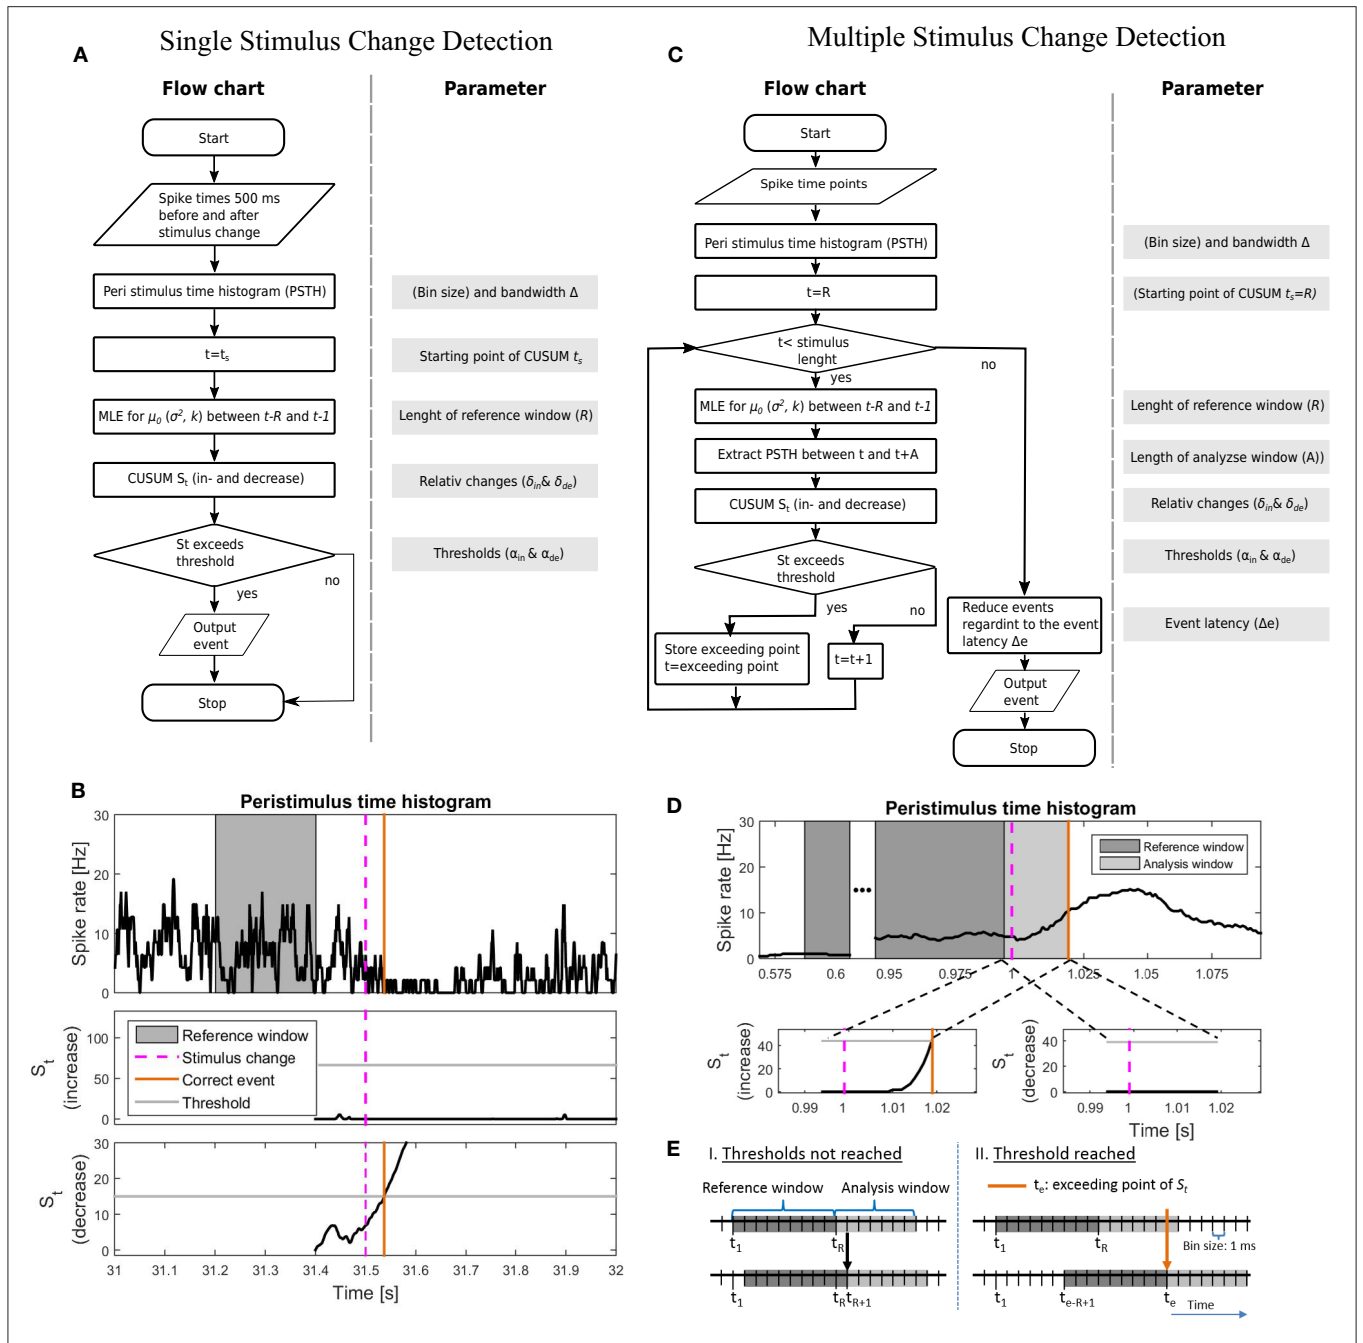 A
Single Stimulus Change Detection
Flow chart
Parameter
Start
Spike times 500 ms
before and after
stimulus change
Peri stimulus time histogram (PSTH)
(Bin size) and bandwidth Δ
t=ts
Starting point of CUSUM ts
MLE for μ0 (σ², k) between t-R and t-1
Lenght of reference window (R)
CUSUM St (in- and decrease)
Relativ changes (δin& δde)
St exceeds
threshold
Thresholds (αin & αde)
no
yes
Output
event
Stop
C
Multiple Stimulus Change Detection
Flow chart
Parameter
Start
Spike time points
Peri stimulus time histogram (PSTH)
(Bin size) and bandwidth Δ
t=R
(Starting point of CUSUM ts=R)
t< stimulus
lenght
no
yes
MLE for μ0 (σ², k) between t-R and t-1
Lenght of reference window (R)
Extract PSTH between t and t+A
Length of analyzse window (A))
CUSUM St (in- and decrease)
Relativ changes (δin& δde)
St exceeds
threshold
Thresholds (αin & αde)
yes
no
Store exceeding point
t=exceeding point
t=t+1
Reduce events
regardint to the event
latency Δe
Event latency (Δe)
Output
event
Stop
B
Peristimulus time histogram
Spike rate [Hz]
30
20
10
0
St
(increase)
100
50
0
Reference window
Stimulus change
Correct event
Threshold
St
(decrease)
30
20
10
0
31 31.1 31.2 31.3 31.4 31.5 31.6 31.7 31.8 31.9 32
Time [s]
D
Peristimulus time histogram
Spike rate [Hz]
30
20
10
0
Reference window
Analysis window
•••
0.575 0.6 0.95 0.975 1 1.025 1.05 1.075
St
(increase)
40
20
0
0.99 1 1.01 1.02
St
(decrease)
40
20
0
0.99 1 1.01 1.02
Time [s]
E
I. Thresholds not reached
Reference window Analysis window
t1 tR
t1 tR tR+1
II. Threshold reached
te: exceeding point of St
t1 tR
Bin size: 1 ms
t1 te-R+1 te
Time